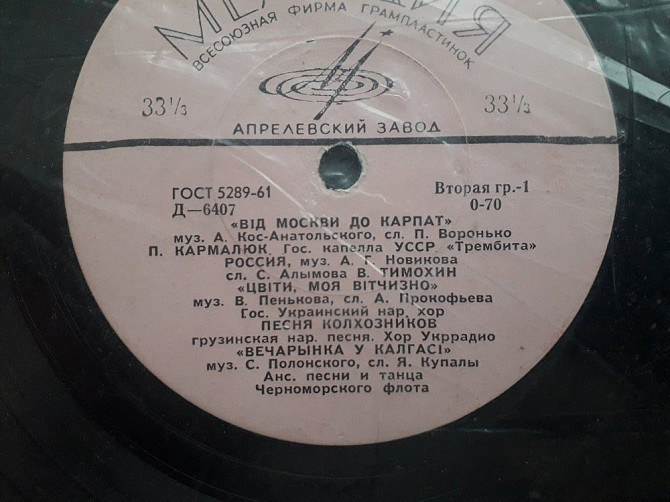 МЕЛОДИЯ
ВСЕСОЮЗНАЯ ФИРМА ГРАМПЛАСТИНОК
33⅓ 33⅓
АПРЕЛЕВСКИЙ ЗАВОД
ГОСТ 5289-61 Вторая гр.-1
Д—6407 0-70
«ВІД МОСКВИ ДО КАРПАТ»
муз. А. Кос-Анатольского, сл. П. Воронько
П. КАРМАЛЮК Гос. капелла УССР «Трембита»
РОССИЯ, муз. А. Г. Новикова
сл. С. Алымова В. ТИМОХИН
«ЦВІТИ, МОЯ ВІТЧИЗНО»
муз. В. Пенькова, сл. А. Прокофьева
Гос. Украинский нар. хор
ПЕСНЯ КОЛХОЗНИКОВ
грузинская нар. песня. Хор Укррадио
«ВЕЧАРЫНКА У КАЛГАСІ»
муз. С. Полонского, сл. Я. Купалы
Анс. песни и танца
Черноморского флота